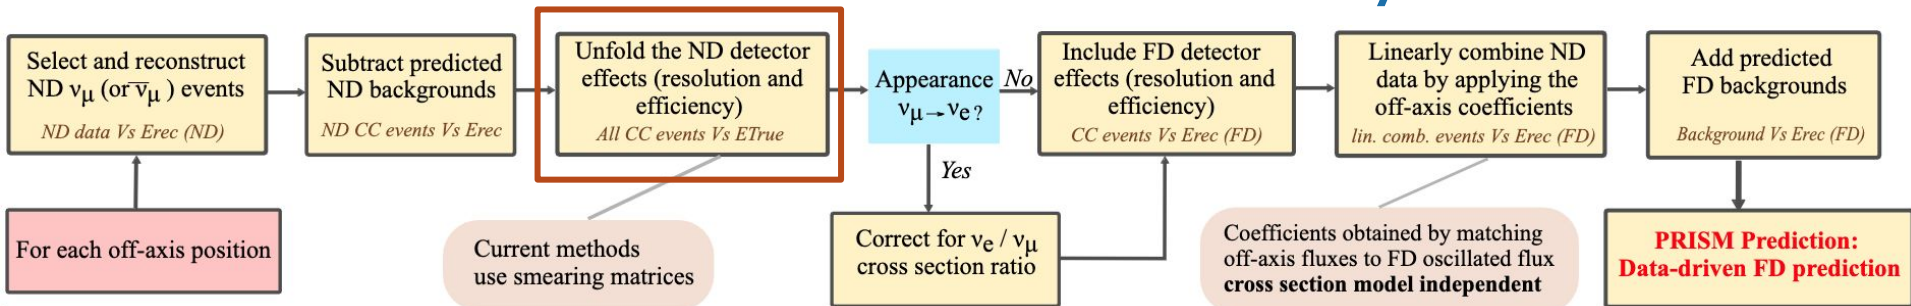 Select and reconstruct
ND νμ (or ν̅μ ) events
ND data Vs Erec (ND)
Subtract predicted
ND backgrounds
ND CC events Vs Erec
Unfold the ND detector
effects (resolution and
efficiency)
All CC events Vs ETrue
Appearance
νμ→νe?
No
Yes
Include FD detector
effects (resolution and
efficiency)
CC events Vs Erec (FD)
Linearly combine ND
data by applying the
off-axis coefficients
lin. comb. events Vs Erec (FD)
Add predicted
FD backgrounds
Background Vs Erec (FD)
For each off-axis position
Current methods
use smearing matrices
Correct for νe / νμ
cross section ratio
Coefficients obtained by matching
off-axis fluxes to FD oscillated flux
cross section model independent
PRISM Prediction:
Data-driven FD prediction